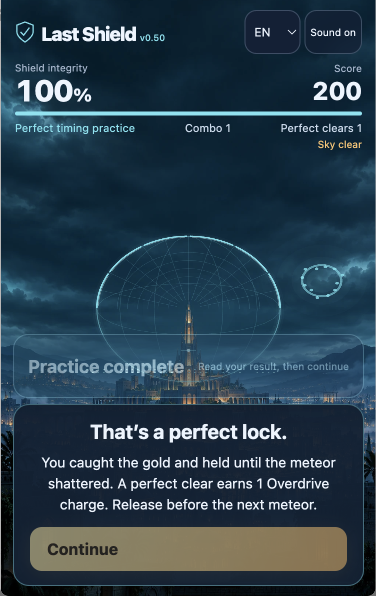 Last Shield v0.50
EN
Sound on
Shield integrity
Score
100%
200
Perfect timing practice
Combo 1
Perfect clears 1
Sky clear
Practice complete
Read your result, then continue
That’s a perfect lock.
You caught the gold and held until the meteor
shattered. A perfect clear earns 1 Overdrive
charge. Release before the next meteor.
Continue